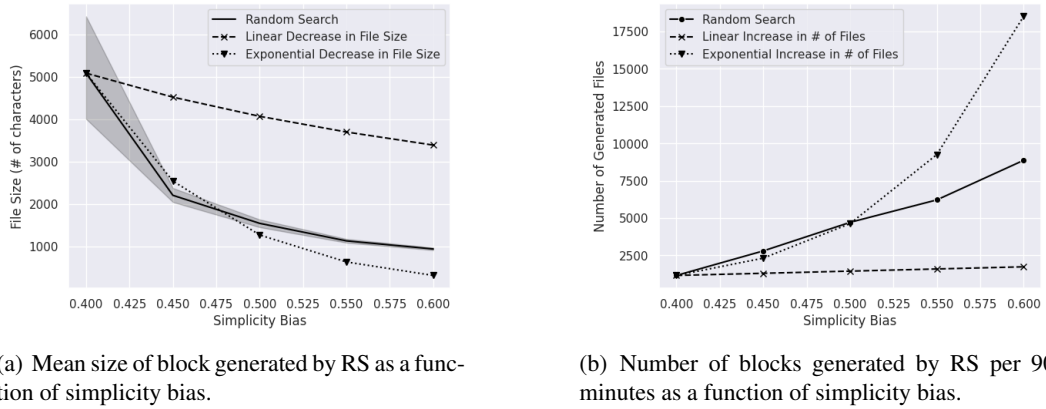 Random Search
Linear Decrease in File Size
Exponential Decrease in File Size
File Size (# of characters)
6000
5000
4000
3000
2000
1000
0.400 0.425 0.450 0.475 0.500 0.525 0.550 0.575 0.600
Simplicity Bias
Random Search
Linear Increase in # of Files
Exponential Increase in # of Files
Number of Generated Files
17500
15000
12500
10000
7500
5000
2500
0.400 0.425 0.450 0.475 0.500 0.525 0.550 0.575 0.600
Simplicity Bias
(a) Mean size of block generated by RS as a func-
tion of simplicity bias.
(b) Number of blocks generated by RS per 90
minutes as a function of simplicity bias.